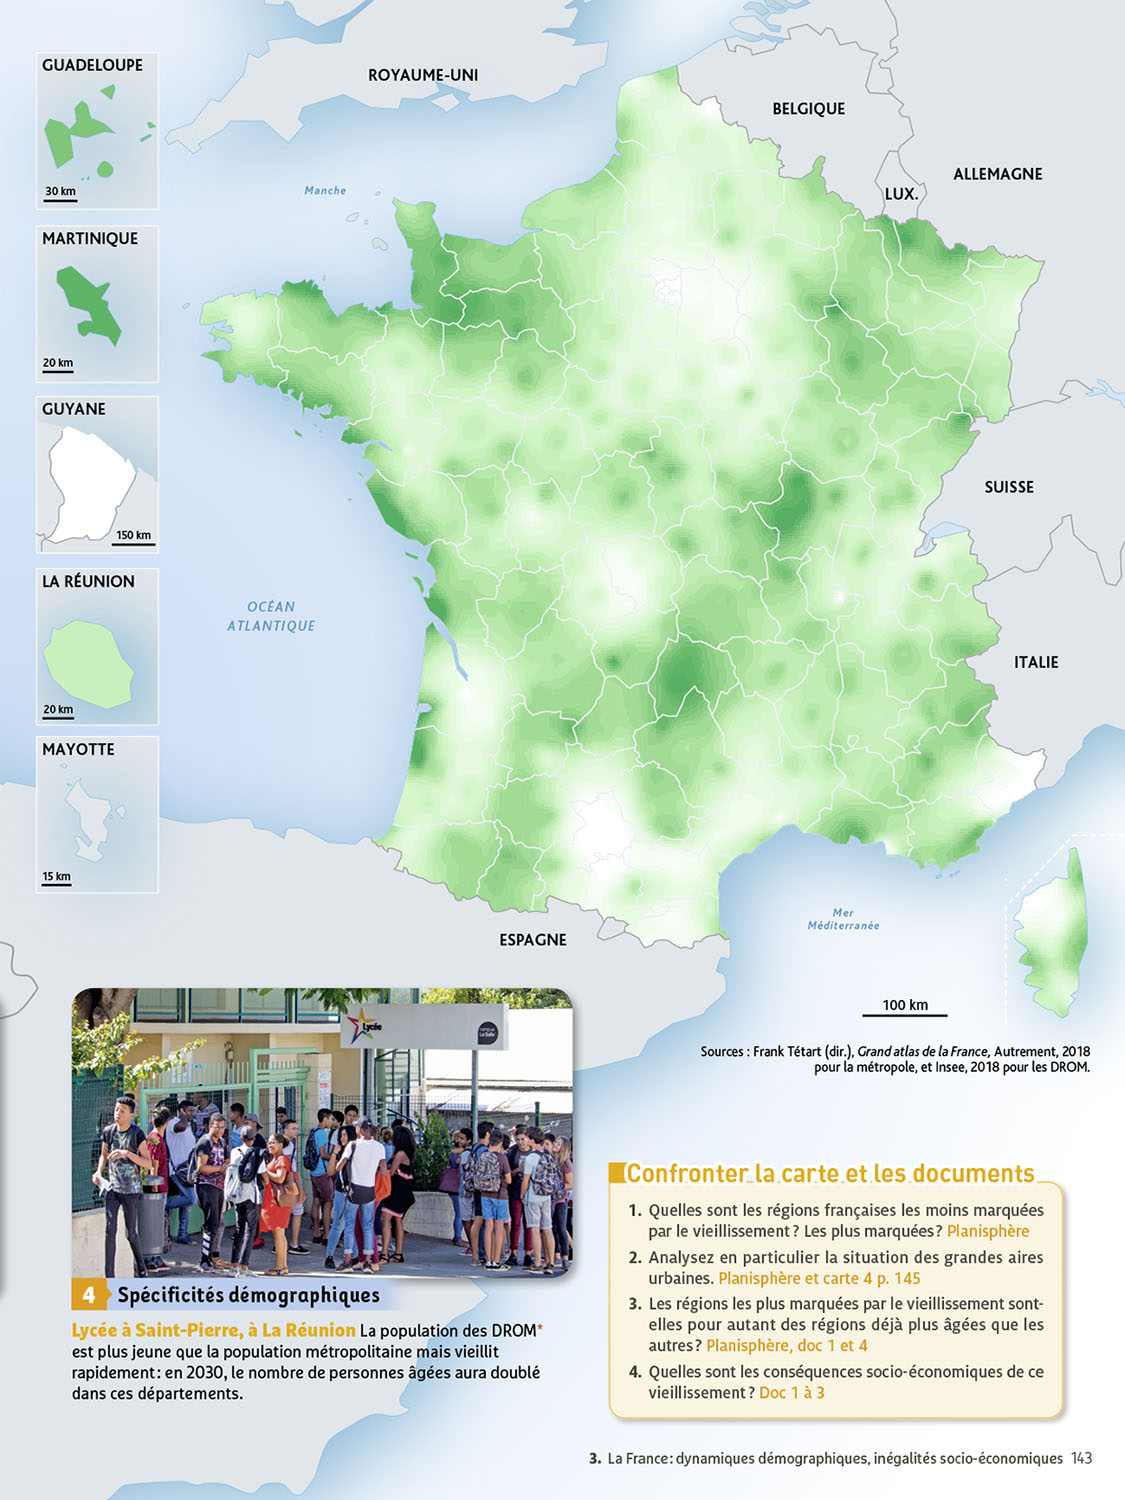 GUADELOUPE
30 km
MARTINIQUE
20 km
GUYANE
150 km
LA RÉUNION
20 km
MAYOTTE
15 km
ROYAUME-UNI
BELGIQUE
LUX.
ALLEMAGNE
SUISSE
ITALIE
ESPAGNE
Manche
OCÉAN
ATLANTIQUE
Mer
Méditerranée
100 km
Sources : Frank Tétart (dir.), Grand atlas de la France, Autrement, 2018
pour la métropole, et Insee, 2018 pour les DROM.
Lycée
4 Spécificités démographiques
Lycée à Saint-Pierre, à La Réunion La population des DROM*
est plus jeune que la population métropolitaine mais vieillit
rapidement : en 2030, le nombre de personnes âgées aura doublé
dans ces départements.
Confronter la carte et les documents
1. Quelles sont les régions françaises les moins marquées
par le vieillissement ? Les plus marquées ? Planisphère
2. Analysez en particulier la situation des grandes aires
urbaines. Planisphère et carte 4 p. 145
3. Les régions les plus marquées par le vieillissement sont-
elles pour autant des régions déjà plus âgées que les
autres ? Planisphère, doc 1 et 4
4. Quelles sont les conséquences socio-économiques de ce
vieillissement ? Doc 1 à 3
3. La France : dynamiques démographiques, inégalités socio-économiques 143